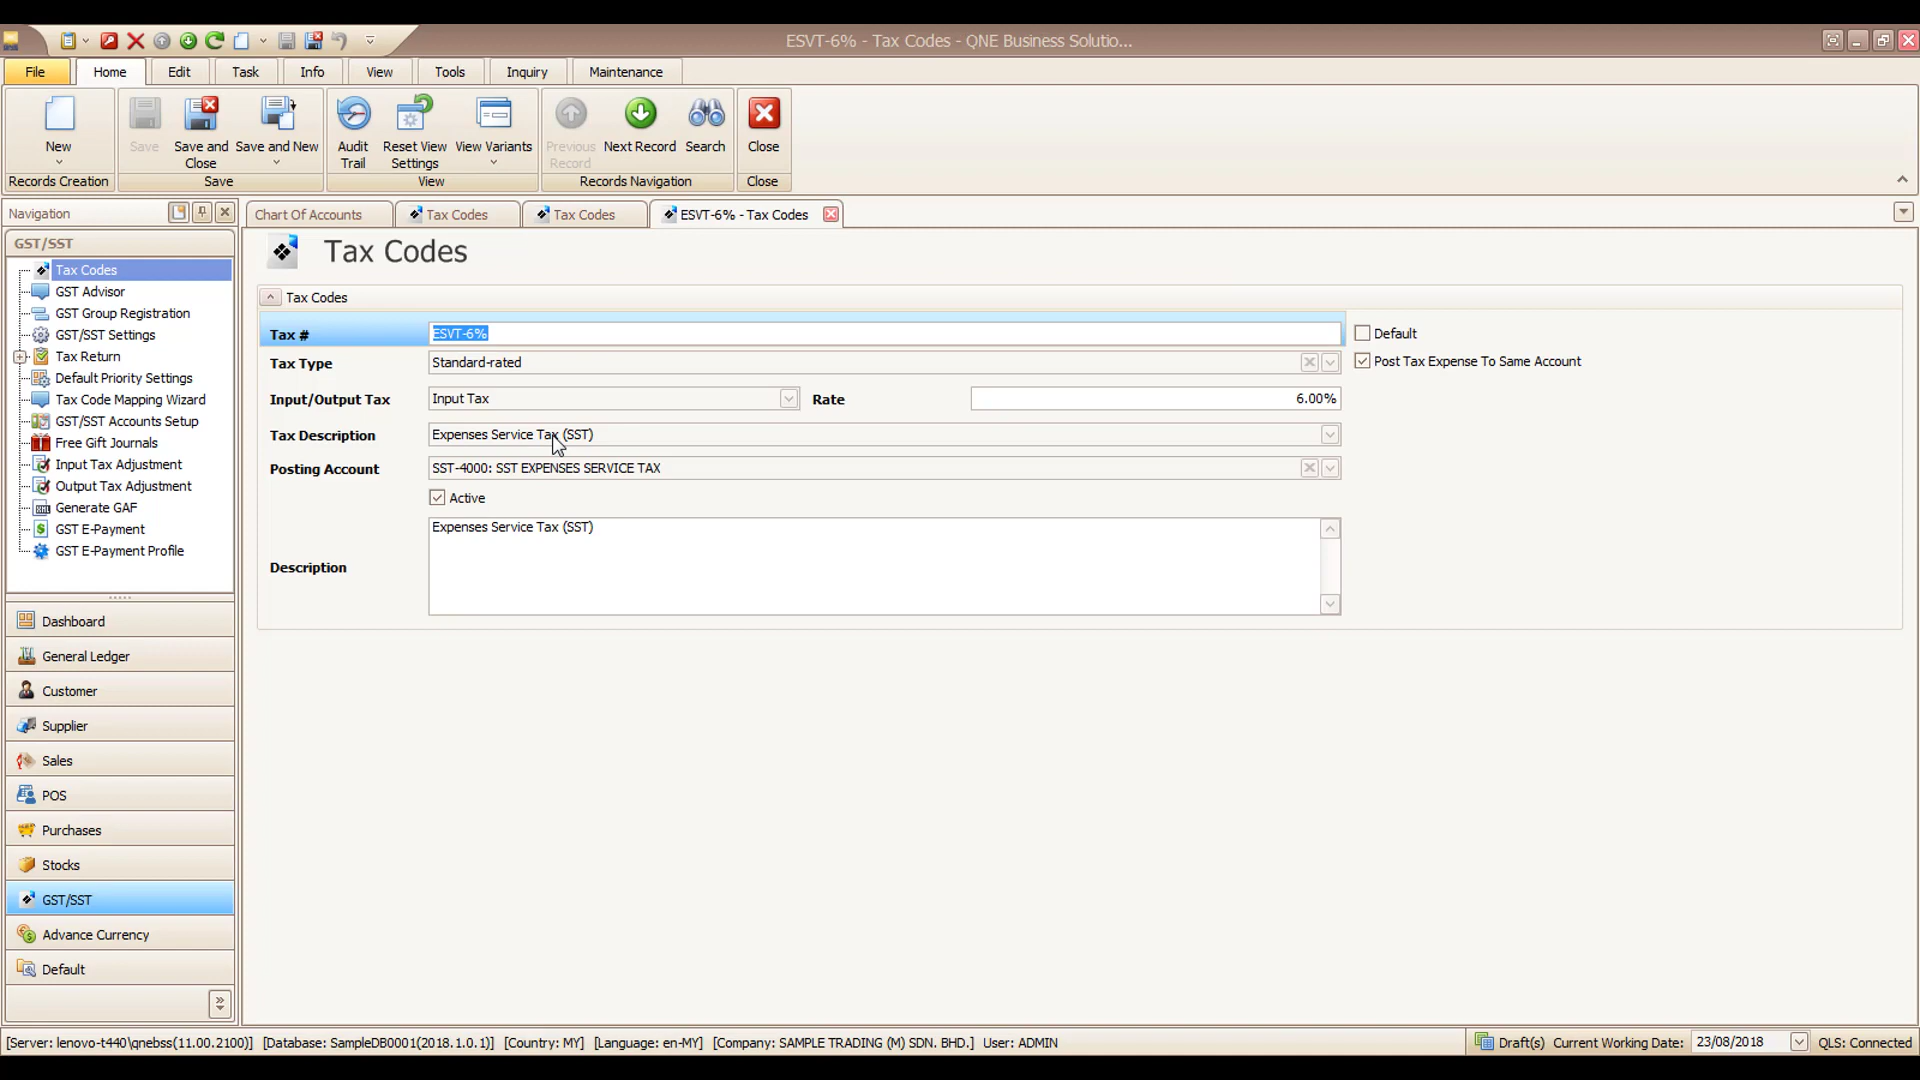 ESVT-6% - Tax Codes - QNE Business Solutio...
File Home Edit Task Info View Tools Inquiry Maintenance
New Save Save and Close Save and New Audit Trail Reset View Settings View Variants Previous Record Next Record Search Close
Records Creation Save View Records Navigation Close
Navigation
Chart Of Accounts Tax Codes Tax Codes ESVT-6% - Tax Codes
GST/SST
Tax Codes
GST Advisor
GST Group Registration
GST/SST Settings
Tax Return
Default Priority Settings
Tax Code Mapping Wizard
GST/SST Accounts Setup
Free Gift Journals
Input Tax Adjustment
Output Tax Adjustment
Generate GAF
GST E-Payment
GST E-Payment Profile
Dashboard
General Ledger
Customer
Supplier
Sales
POS
Purchases
Stocks
GST/SST
Advance Currency
Default
Tax Codes
Tax Codes
Tax # ESVT-6% Default
Tax Type Standard-rated Post Tax Expense To Same Account
Input/Output Tax Input Tax Rate 6.00%
Tax Description Expenses Service Tax (SST)
Posting Account SST-4000: SST EXPENSES SERVICE TAX
Active
Description Expenses Service Tax (SST)
[Server: lenovo-t440\qnebss(11.00.2100)] [Database: SampleDB0001(2018.1.0.1)] [Country: MY] [Language: en-MY] [Company: SAMPLE TRADING (M) SDN. BHD.] User: ADMIN Draft(s) Current Working Date: 23/08/2018 QLS: Connected